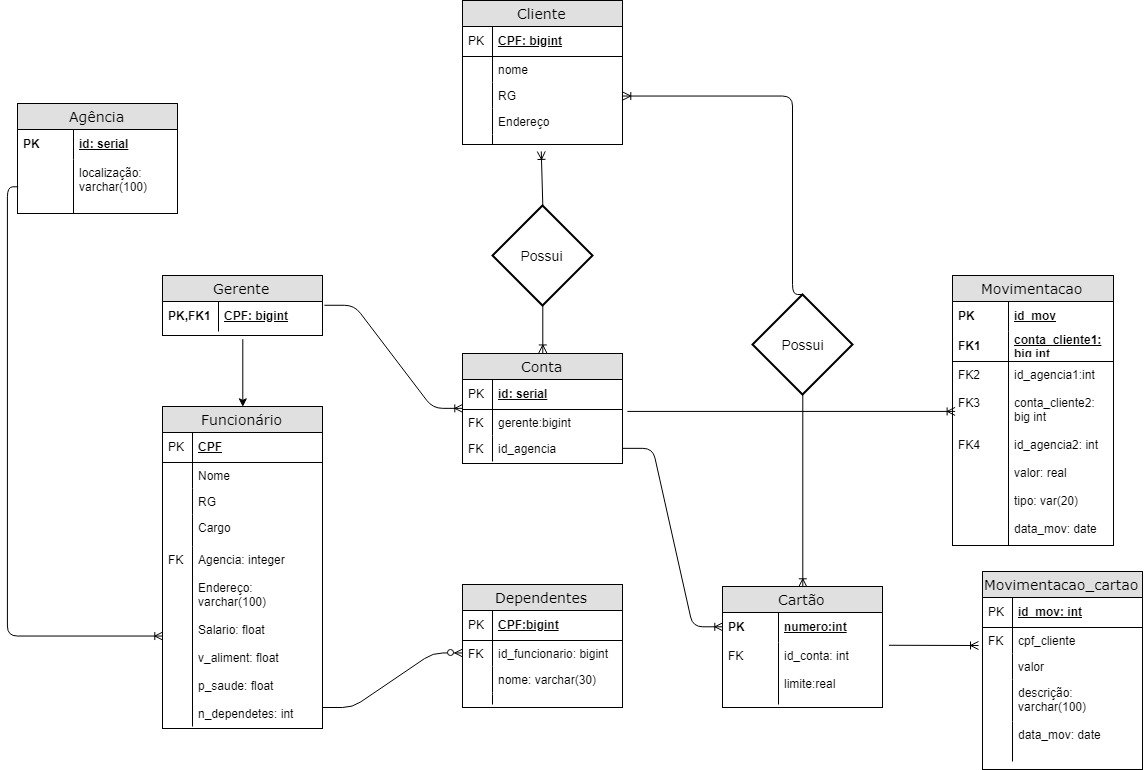 Cliente
PK CPF: bigint
nome
RG
Endereço
Agência
PK id: serial
localização:
varchar(100)
Possui
Gerente
PK,FK1 CPF: bigint
Possui
Movimentacao
PK id_mov
FK1 conta_cliente1:
big int
FK2 id_agencia1:int
FK3 conta_cliente2:
big int
FK4 id_agencia2: int
valor: real
tipo: var(20)
data_mov: date
Conta
PK id: serial
FK gerente:bigint
FK id_agencia
Funcionário
PK CPF
Nome
RG
Cargo
FK Agencia: integer
Endereço:
varchar(100)
Salario: float
v_aliment: float
p_saude: float
n_dependetes: int
Dependentes
PK CPF:bigint
FK id_funcionario: bigint
nome: varchar(30)
Cartão
PK numero:int
FK id_conta: int
limite:real
Movimentacao_cartao
PK id_mov: int
FK cpf_cliente
valor
descrição:
varchar(100)
data_mov: date